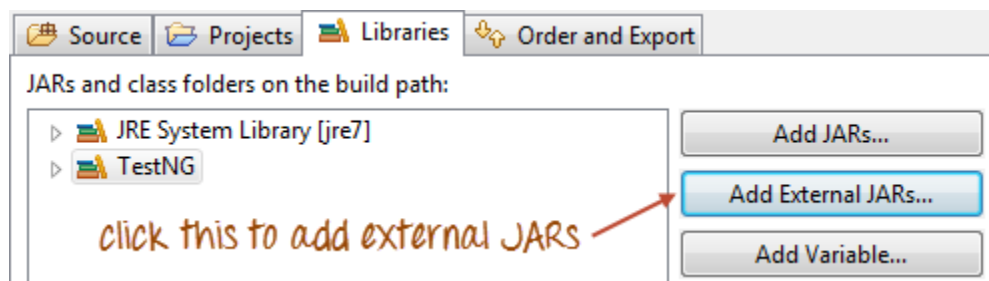 Source Projects Libraries Order and Export
JARs and class folders on the build path:
JRE System Library [jre7]
Add JARs...
TestNG
Add External JARs...
click this to add external JARs
Add Variable...